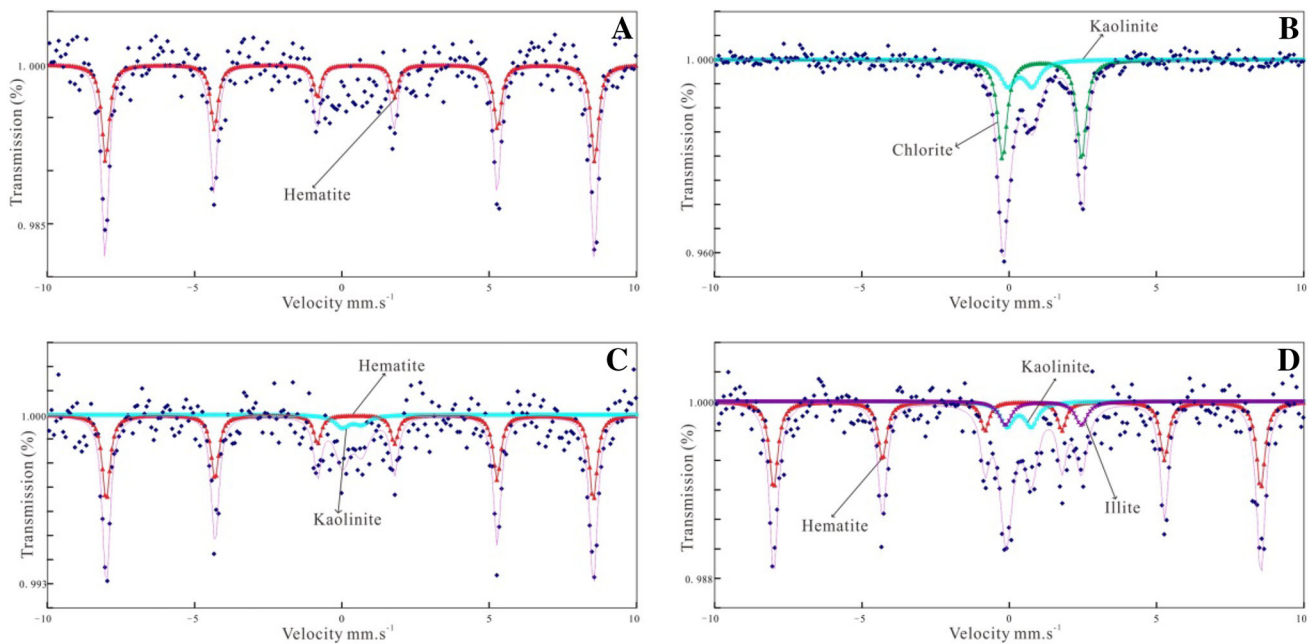 A
Transmission (%)
1. 000
0. 985
Hematite
-10
-5
0
5
10
Velocity mm.s-1
B
Transmission (%)
1. 000
0. 960
Kaolinite
Chlorite
-10
-5
0
5
10
Velocity mm.s-1
C
Transmission (%)
1. 000
0. 993
Hematite
Kaolinite
-10
-5
0
5
10
Velocity mm.s-1
D
Transmission (%)
1. 000
0. 988
Kaolinite
Hematite
Illite
-10
-5
0
5
10
Velocity mm.s-1